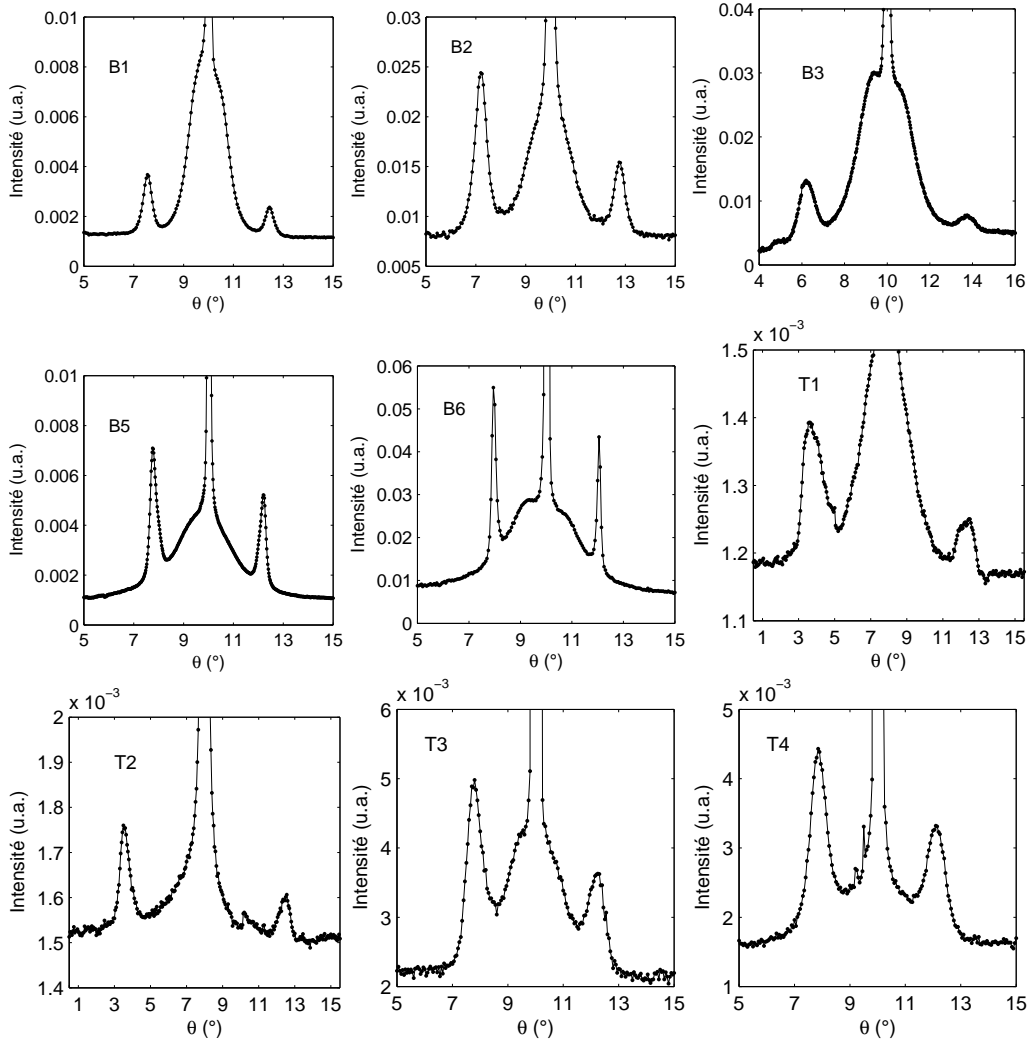 0.01
0.008
0.006
0.004
0.002
0
Intensité (u.a.)
B1
5 7 9 11 13 15
θ (°)
0.03
0.025
0.02
0.015
0.01
0.005
Intensité (u.a.)
B2
5 7 9 11 13 15
θ (°)
0.04
0.03
0.02
0.01
0
Intensité (u.a.)
B3
4 6 8 10 12 14 16
θ (°)
0.01
0.008
0.006
0.004
0.002
0
Intensité (u.a.)
B5
5 7 9 11 13 15
θ (°)
0.06
0.05
0.04
0.03
0.02
0.01
0
Intensité (u.a.)
B6
5 7 9 11 13 15
θ (°)
x 10⁻³
1.5
1.4
1.3
1.2
1.1
Intensité (u.a.)
T1
1 3 5 7 9 11 13 15
θ (°)
x 10⁻³
2
1.9
1.8
1.7
1.6
1.5
1.4
Intensité (u.a.)
T2
1 3 5 7 9 11 13 15
θ (°)
x 10⁻³
6
5
4
3
2
Intensité (u.a.)
T3
5 7 9 11 13 15
θ (°)
x 10⁻³
5
4
3
2
1
Intensité (u.a.)
T4
5 7 9 11 13 15
θ (°)